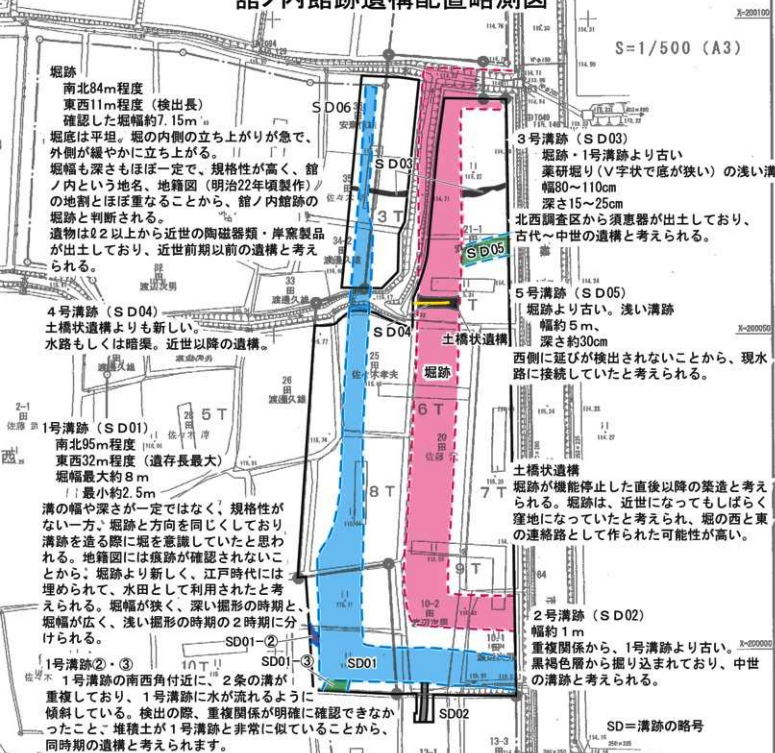 館ノ内館跡遺構配置略測図
S=1/500 (A3)
X-200100
堀跡
南北84m程度
東西11m程度（検出長）
確認した堀幅約7.15m
堀底は平坦。堀の内側の立ち上がりが急で、
外側が緩やかに立ち上がる。
堀幅も深さもほぼ一定で、規格性が高く、館
ノ内という地名、地籍図（明治22年頃製作）
の地割とほぼ重なることから、館ノ内館跡の
堀跡と判断される。
遺物はℓ2以上から近世の陶磁器類・岸窯製品
が出土しており、近世前期以前の遺構と考え
られる。
SD06
SD03
3T
3号溝跡（SD03）
堀跡・1号溝跡より古い
薬研堀り(V字状で底が狭い)の浅い溝
幅80～110cm
深さ15～25cm
北西調査区から須恵器が出土しており、
古代～中世の遺構と考えられる。
21-1
SD05
5号溝跡（SD05）
堀跡より古い。浅い溝跡
幅約5m、
深さ約30cm
西側に延びが検出されないことから、現水
路に接続していたと考えられる。
X-200050
4号溝跡（SD04）
土橋状遺構よりも新しい。
水路もしくは暗渠。近世以降の遺構。
33
田
渡邊久雄
34-2
SD04
土橋状遺構
堀跡
25
田
佐々木孝夫
26
田
渡邊久雄
2-1
5T
6T
20
田
7T
8T
9T
1号溝跡（SD01）
南北95m程度
東西32m程度（遺存長最大）
堀幅最大約8m
最小約2.5m
溝の幅や深さが一定ではなく、規格性が
ない一方、堀跡と方向を同じくしており
溝跡を造る際に堀を意識していたと思わ
れる。地籍図には痕跡が確認されないこ
とから、堀跡より新しく、江戸時代には
埋められて、水田として利用されたと考
えられる。堀幅が狭く、深い掘形の時期と、
堀幅が広く、浅い掘形の時期の2時期に分
けられる。
土橋状遺構
堀跡が機能停止した直後以降の築造と考え
られる。堀跡は、近世になってもしばらく
窪地になっていたと考えられ、堀の西と東
の連絡路として作られた可能性が高い。
64
10-2
田
2号溝跡（SD02）
幅約1m
重複関係から、1号溝跡より古い。
黒褐色層から掘り込まれており、中世
の溝跡と考えられる。
X-200000
SD01-②
SD01-③
SD01
SD02
10T
1号溝跡②・③
1号溝跡の南西角付近に、2条の溝が
重複しており、1号溝跡に水が流れるように
傾斜している。検出の際、重複関係が明確に確認できなか
ったこと、堆積土が1号溝跡と非常に似ていることから、
同時期の遺構と考えられます。
13-3
SD=溝跡の略号